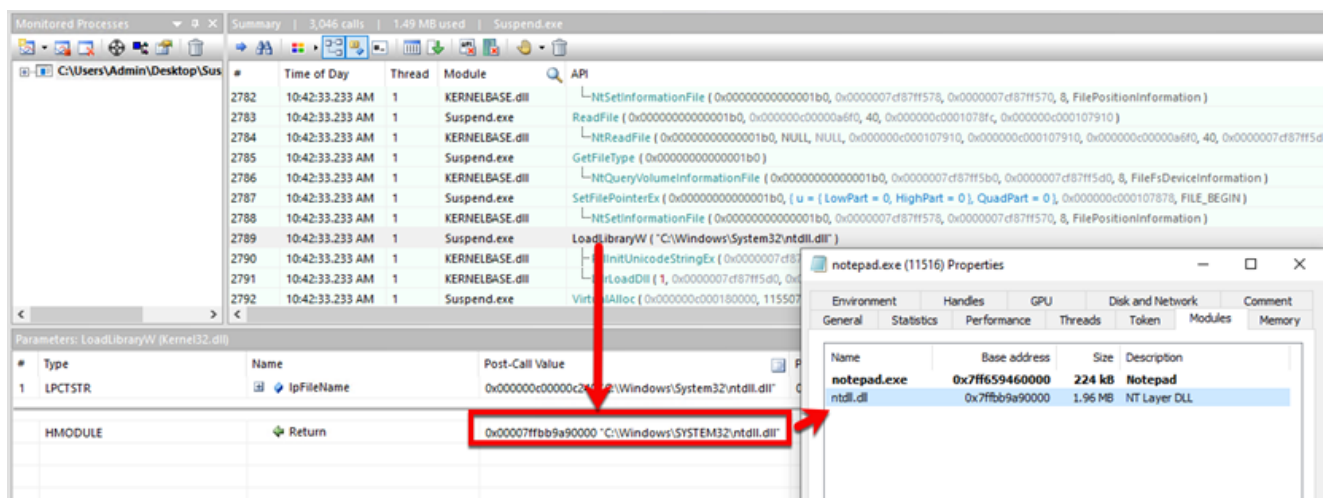 Monitored Processes
Summary | 3,046 calls | 1.49 MB used | Suspend.exe
C:\Users\Admin\Desktop\Sus
# Time of Day Thread Module API
2782 10:42:33.233 AM 1 KERNELBASE.dll NtSetInformationFile ( 0x00000000000001b0, 0x0000007cf87ff578, 0x0000007cf87ff570, 8, FilePositionInformation )
2783 10:42:33.233 AM 1 Suspend.exe ReadFile ( 0x00000000000001b0, 0x000000c00000a6f0, 40, 0x000000c0001078fc, 0x000000c000107910 )
2784 10:42:33.233 AM 1 KERNELBASE.dll NtReadFile ( 0x00000000000001b0, NULL, NULL, 0x000000c000107910, 0x000000c000107910, 0x000000c00000a6f0, 40, 0x0000007cf87ff5d
2785 10:42:33.233 AM 1 Suspend.exe GetFileType ( 0x00000000000001b0 )
2786 10:42:33.233 AM 1 KERNELBASE.dll NtQueryVolumeInformationFile ( 0x00000000000001b0, 0x0000007cf87ff5b0, 0x0000007cf87ff5d0, 8, FileFsDeviceInformation )
2787 10:42:33.233 AM 1 Suspend.exe SetFilePointerEx ( 0x00000000000001b0, { u = { LowPart = 0, HighPart = 0 }, QuadPart = 0 }, 0x000000c000107878, FILE_BEGIN )
2788 10:42:33.233 AM 1 KERNELBASE.dll NtSetInformationFile ( 0x00000000000001b0, 0x0000007cf87ff578, 0x0000007cf87ff570, 8, FilePositionInformation )
2789 10:42:33.233 AM 1 Suspend.exe LoadLibraryW ( "C:\Windows\System32\ntdll.dll" )
2790 10:42:33.233 AM 1 KERNELBASE.dll InitUnicodeStringEx ( 0x0000007cf87
2791 10:42:33.233 AM 1 KERNELBASE.dll LoadDll ( 1, 0x0000007cf87ff5d0,
2792 10:42:33.233 AM 1 Suspend.exe Alloc ( 0x000000c000180000, 115507
notepad.exe (11516) Properties
Environment Handles GPU Disk and Network Comment
General Statistics Performance Threads Token Modules Memory
Name Base address Size Description
notepad.exe 0x7ff659460000 224 kB Notepad
ntdll.dll 0x7ffbb9a90000 1.96 MB NT Layer DLL
Parameters: LoadLibraryW (Kernel32.dll)
# Type Name Post-Call Value
1 LPCTSTR lpFileName :\Windows\System32\ntdll.dll"
HMODULE Return 0x00007ffbb9a90000 "C:\Windows\SYSTEM32\ntdll.dll"